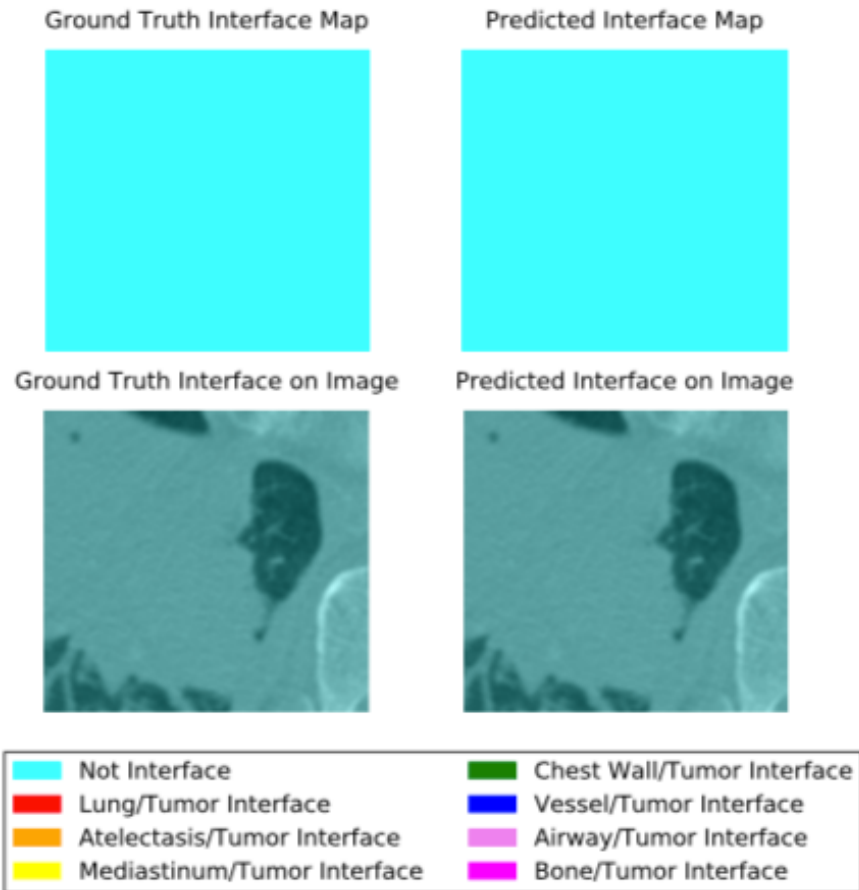 Ground Truth Interface Map
Predicted Interface Map
Ground Truth Interface on Image
Predicted Interface on Image
Not Interface
Lung/Tumor Interface
Atelectasis/Tumor Interface
Mediastinum/Tumor Interface
Chest Wall/Tumor Interface
Vessel/Tumor Interface
Airway/Tumor Interface
Bone/Tumor Interface